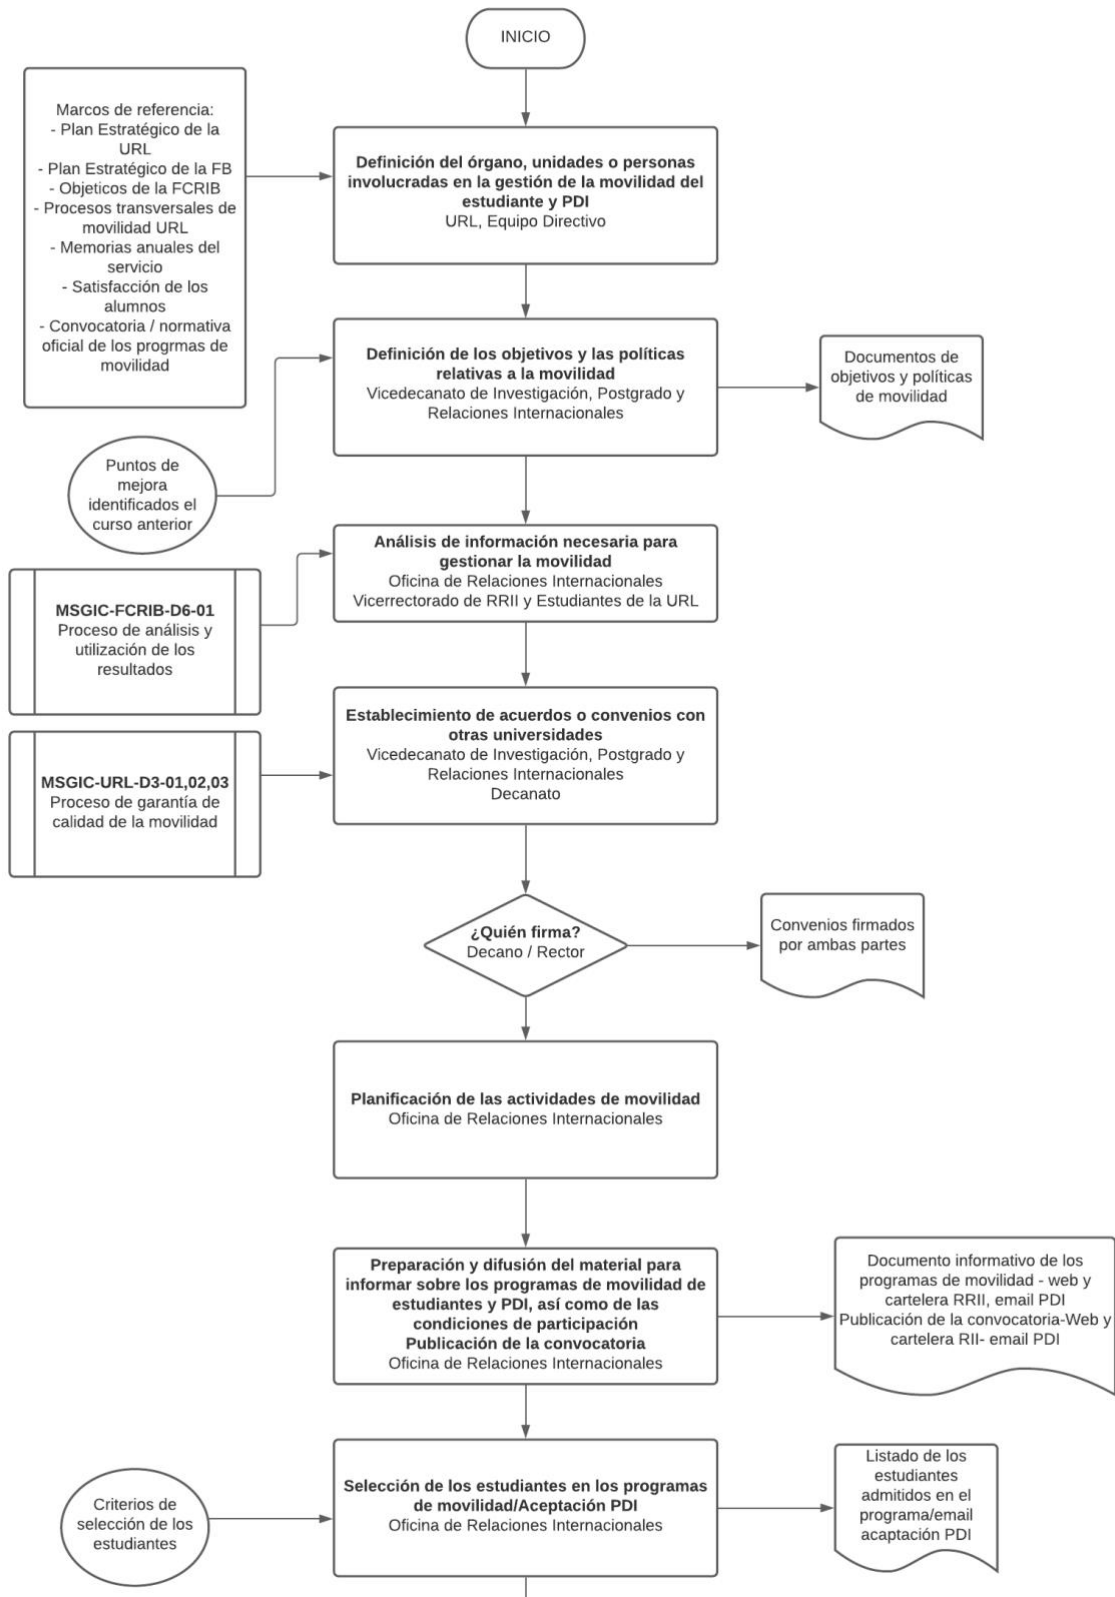 INICIO
Marcos de referencia:
- Plan Estratégico de la
URL
- Plan Estratégico de la FB
- Objeticos de la FCRIB
- Procesos transversales de
movilidad URL
- Memorias anuales del
servicio
- Satisfacción de los
alumnos
- Convocatoria / normativa
oficial de los progrmas de
movilidad
Definición del órgano, unidades o personas
involucradas en la gestión de la movilidad del
estudiante y PDI
URL, Equipo Directivo
Definición de los objetivos y las políticas
relativas a la movilidad
Vicedecanato de Investigación, Postgrado y
Relaciones Internacionales
Documentos de
objetivos y políticas
de movilidad
Puntos de
mejora
identificados el
curso anterior
Análisis de información necesaria para
gestionar la movilidad
Oficina de Relaciones Internacionales
Vicerrectorado de RRII y Estudiantes de la URL
MSGIC-FCRIB-D6-01
Proceso de análisis y
utilización de los
resultados
Establecimiento de acuerdos o convenios con
otras universidades
Vicedecanato de Investigación, Postgrado y
Relaciones Internacionales
Decanato
MSGIC-URL-D3-01,02,03
Proceso de garantía de
calidad de la movilidad
¿Quién firma?
Decano / Rector
Convenios firmados
por ambas partes
Planificación de las actividades de movilidad
Oficina de Relaciones Internacionales
Preparación y difusión del material para
informar sobre los programas de movilidad de
estudiantes y PDI, así como de las
condiciones de participación
Publicación de la convocatoria
Oficina de Relaciones Internacionales
Documento informativo de los
programas de movilidad - web y
cartelera RRII, email PDI
Publicación de la convocatoria-Web y
cartelera RII- email PDI
Selección de los estudiantes en los programas
de movilidad/Aceptación PDI
Oficina de Relaciones Internacionales
Criterios de
selección de los
estudiantes
Listado de los
estudiantes
admitidos en el
programa/email
acaptación PDI